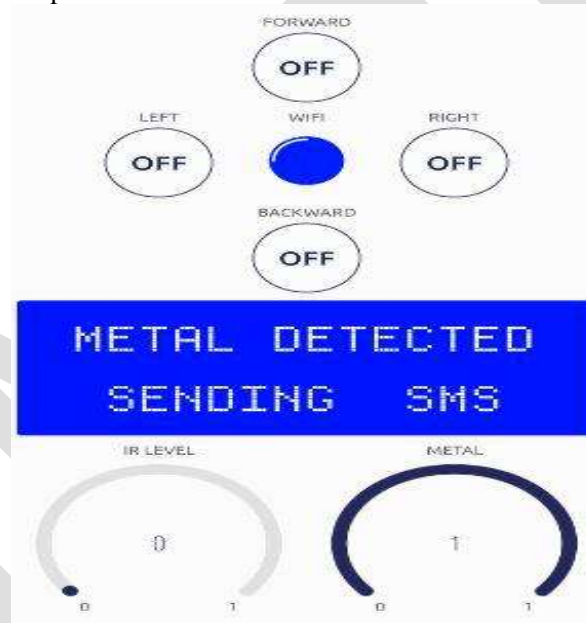 FORWARD
OFF
LEFT WIFI RIGHT
OFF OFF
BACKWARD
OFF
METAL DETECTED
SENDING SMS
IR LEVEL METAL
0 1
0 1 0 1